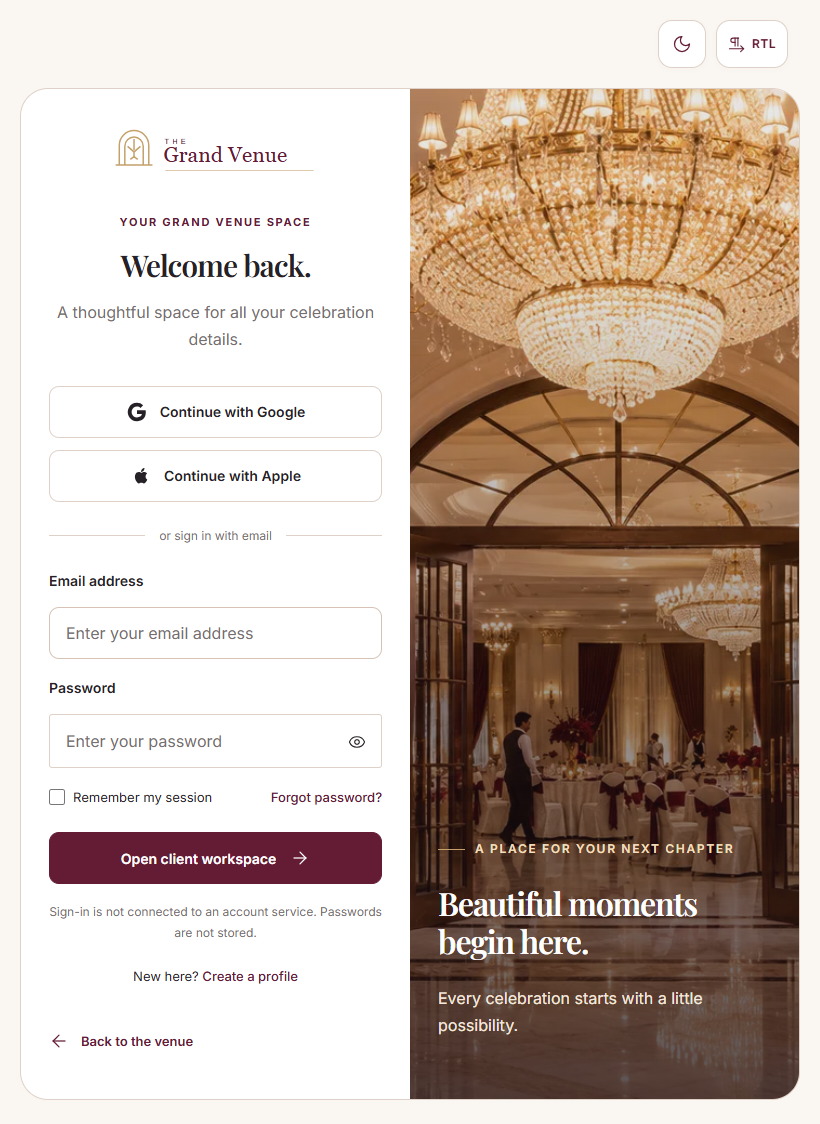 RTL
THE
Grand Venue
YOUR GRAND VENUE SPACE
Welcome back.
A thoughtful space for all your celebration
details.
Continue with Google
Continue with Apple
or sign in with email
Email address
Enter your email address
Password
Enter your password
Remember my session
Forgot password?
Open client workspace
Sign-in is not connected to an account service. Passwords
are not stored.
New here? Create a profile
Back to the venue
A PLACE FOR YOUR NEXT CHAPTER
Beautiful moments
begin here.
Every celebration starts with a little
possibility.